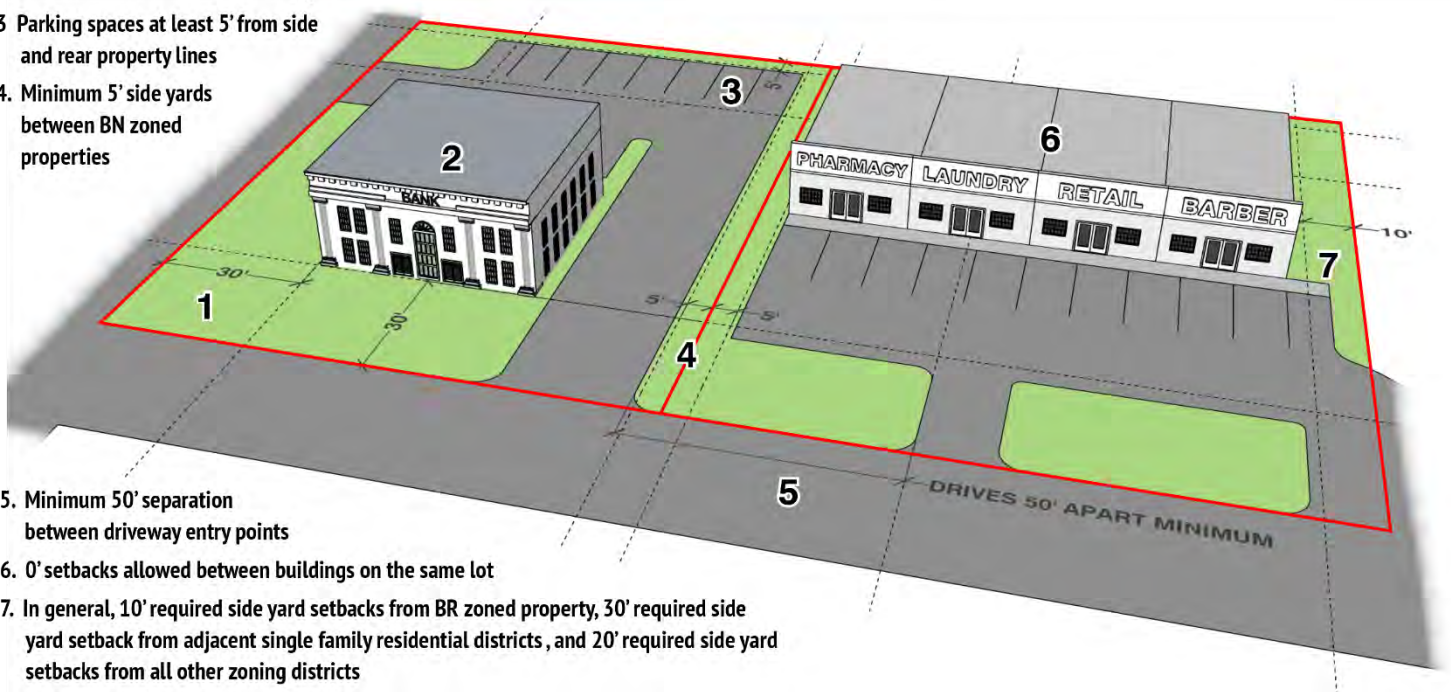 3 Parking spaces at least 5' from side
and rear property lines
4. Minimum 5' side yards
between BN zoned
properties
3
5'
6
2
PHARMACY
LAUNDRY
RETAIL
BARBER
BANK
10'
7
30'
1
30'
5'
5'
4
5
DRIVES 50' APART MINIMUM
5. Minimum 50' separation
between driveway entry points
6. 0' setbacks allowed between buildings on the same lot
7. In general, 10' required side yard setbacks from BR zoned property, 30' required side
yard setback from adjacent single family residential districts , and 20' required side yard
setbacks from all other zoning districts